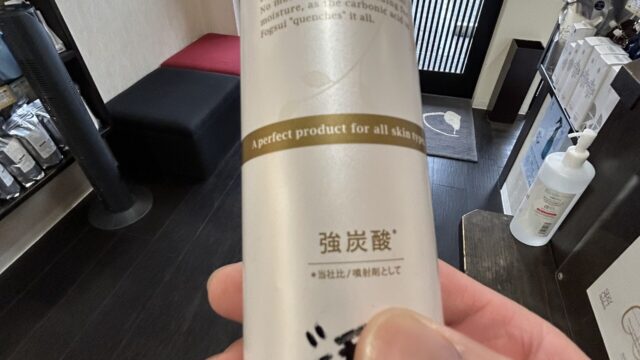 moisture, as the carbonic acid
Fogsui "quenches" it all.
A perfect product for all skin types
強炭酸*
*当社比/噴射剤として